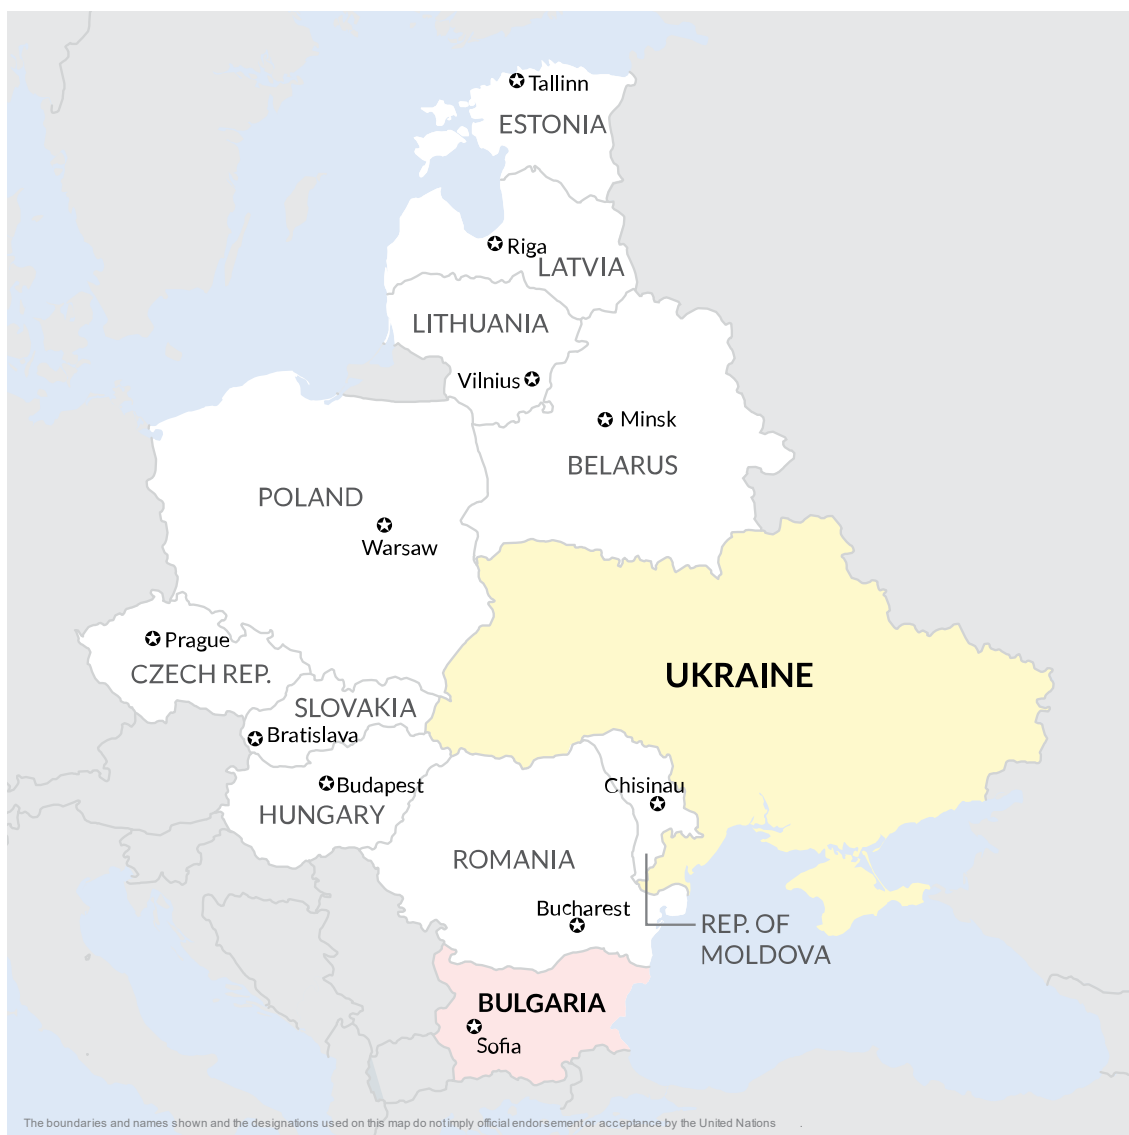 Tallinn
ESTONIA
Riga
LATVIA
LITHUANIA
Vilnius
Minsk
BELARUS
POLAND
Warsaw
Prague
CZECH REP.
UKRAINE
SLOVAKIA
Bratislava
Budapest
HUNGARY
Chisinau
ROMANIA
Bucharest
REP. OF
MOLDOVA
BULGARIA
Sofia
The boundaries and names shown and the designations used on this map do not imply official endorsement or acceptance by the United Nations .